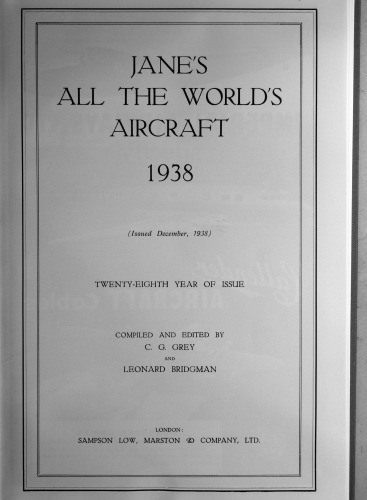 JANE'S
ALL THE WORLD'S
AIRCRAFT
1938
(Issued December, 1938)
TWENTY-EIGHTH YEAR OF ISSUE
COMPILED AND EDITED BY
C. G. GREY
AND
LEONARD BRIDGMAN
LONDON:
SAMPSON LOW, MARSTON & COMPANY, LTD.